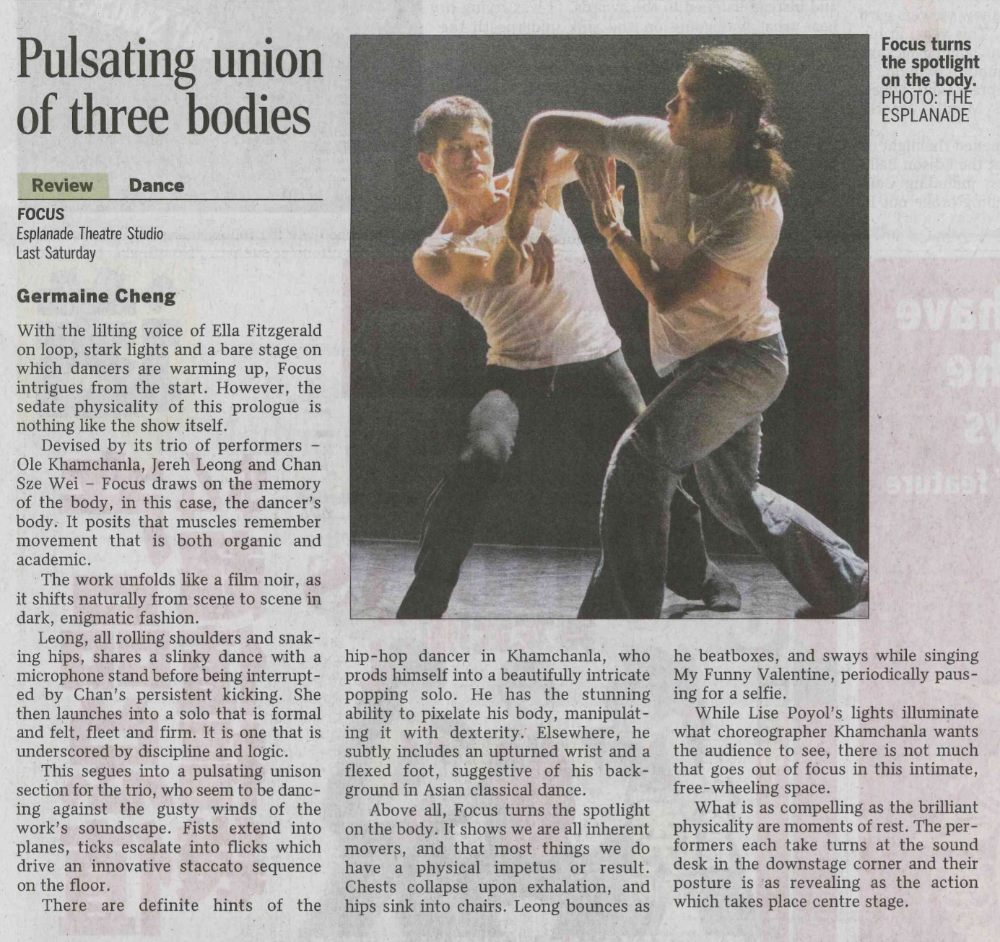 Pulsating union
of three bodies
Review Dance
FOCUS
Esplanade Theatre Studio
Last Saturday
Germaine Cheng
With the lilting voice of Ella Fitzgerald
on loop, stark lights and a bare stage on
which dancers are warming up, Focus
intrigues from the start. However, the
sedate physicality of this prologue is
nothing like the show itself.
Devised by its trio of performers –
Ole Khamchanla, Jereh Leong and Chan
Sze Wei – Focus draws on the memory
of the body, in this case, the dancer's
body. It posits that muscles remember
movement that is both organic and
academic.
The work unfolds like a film noir, as
it shifts naturally from scene to scene in
dark, enigmatic fashion.
Leong, all rolling shoulders and snak-
ing hips, shares a slinky dance with a
microphone stand before being interrupt-
ed by Chan's persistent kicking. She
then launches into a solo that is formal
and felt, fleet and firm. It is one that is
underscored by discipline and logic.
This segues into a pulsating unison
section for the trio, who seem to be danc-
ing against the gusty winds of the
work's soundscape. Fists extend into
planes, ticks escalate into flicks which
drive an innovative staccato sequence
on the floor.
There are definite hints of the
hip-hop dancer in Khamchanla, who
prods himself into a beautifully intricate
popping solo. He has the stunning
ability to pixelate his body, manipulat-
ing it with dexterity. Elsewhere, he
subtly includes an upturned wrist and a
flexed foot, suggestive of his back-
ground in Asian classical dance.
Above all, Focus turns the spotlight
on the body. It shows we are all inherent
movers, and that most things we do
have a physical impetus or result.
Chests collapse upon exhalation, and
hips sink into chairs. Leong bounces as
he beatboxes, and sways while singing
My Funny Valentine, periodically paus-
ing for a selfie.
While Lise Poyol's lights illuminate
what choreographer Khamchanla wants
the audience to see, there is not much
that goes out of focus in this intimate,
free-wheeling space.
What is as compelling as the brilliant
physicality are moments of rest. The per-
formers each take turns at the sound
desk in the downstage corner and their
posture is as revealing as the action
which takes place centre stage.
Focus turns
the spotlight
on the body.
PHOTO: THE
ESPLANADE